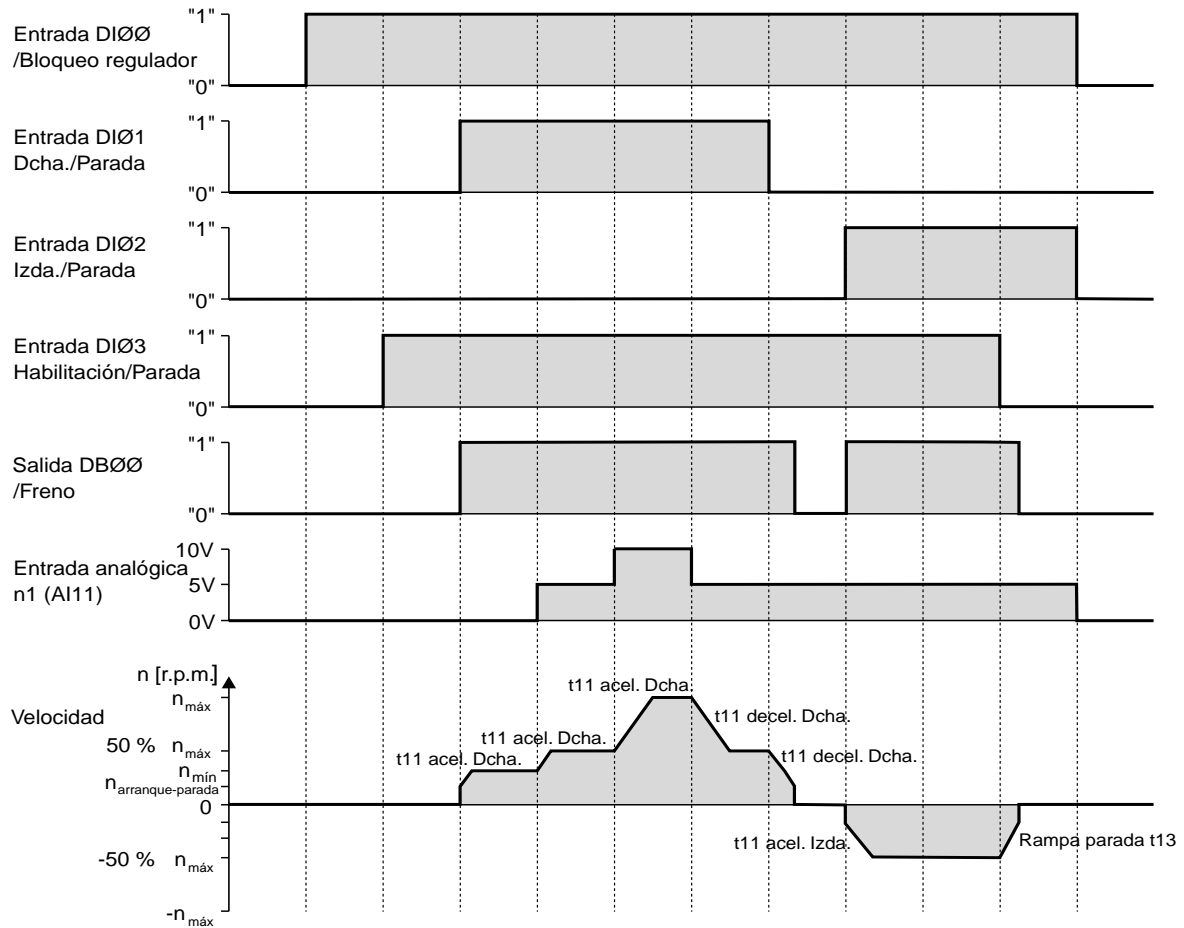 "1"
Entrada DIØØ
/Bloqueo regulador
"0"
"1"
Entrada DIØ1
Dcha./Parada
"0"
"1"
Entrada DIØ2
Izda./Parada
"0"
"1"
Entrada DIØ3
Habilitación/Parada
"0"
"1"
Salida DBØØ
/Freno
"0"
10V
Entrada analógica
n1 (AI11)
5V
0V
n [r.p.m.]
Velocidad
nmáx
50 % nmáx
nmín
narranque-parada
0
-50 % nmáx
-nmáx
t11 acel. Dcha.
t11 acel. Dcha.
t11 acel. Dcha.
t11 decel. Dcha.
t11 decel. Dcha.
t11 acel. Izda.
Rampa parada t13